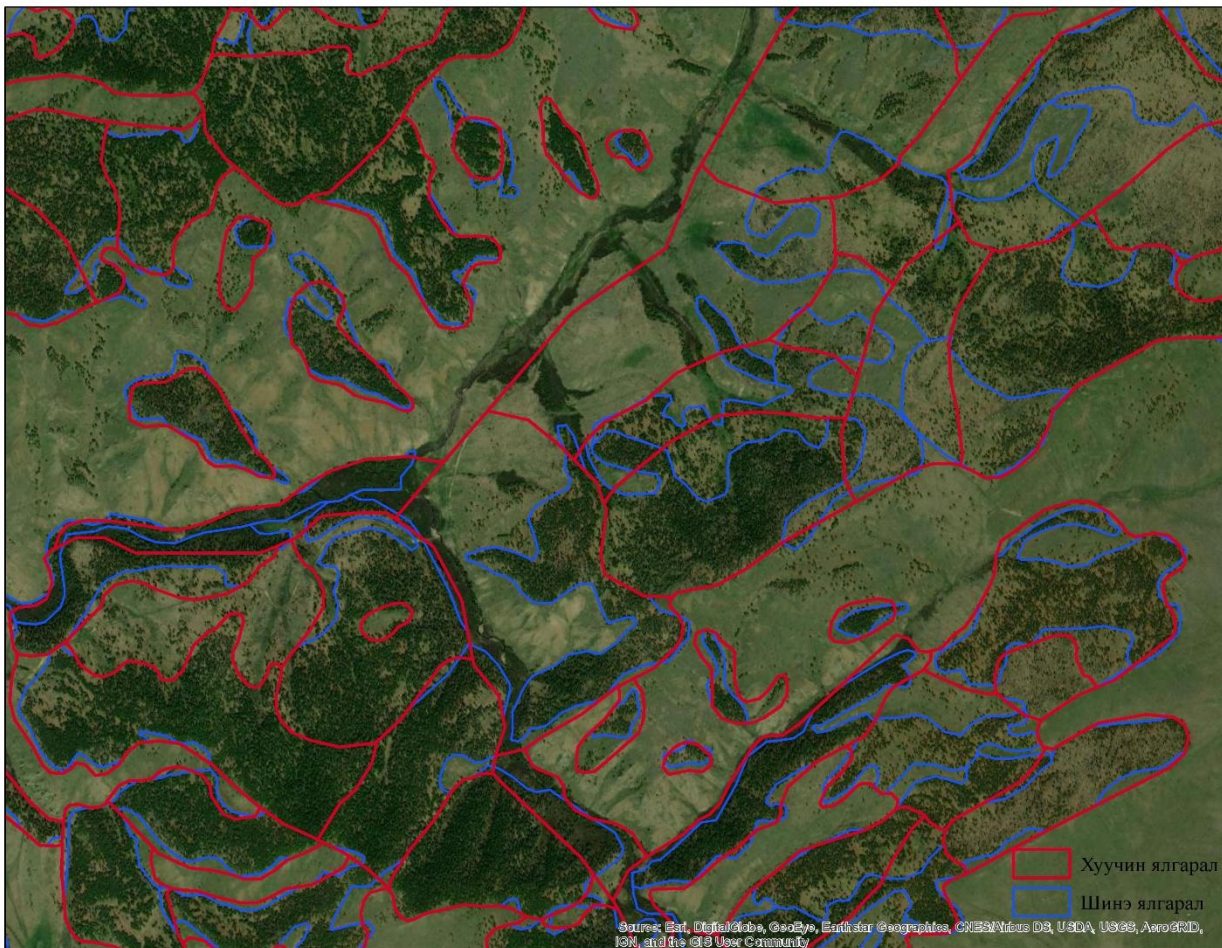 Хуучин ялгарал
Шинэ ялгарал
Source: Esri, DigitalGlobe, GeoEye, Earthstar Geographics, CNES/Airbus DS, USDA, USGS, AeroGRID,
IGN, and the GIS User Community